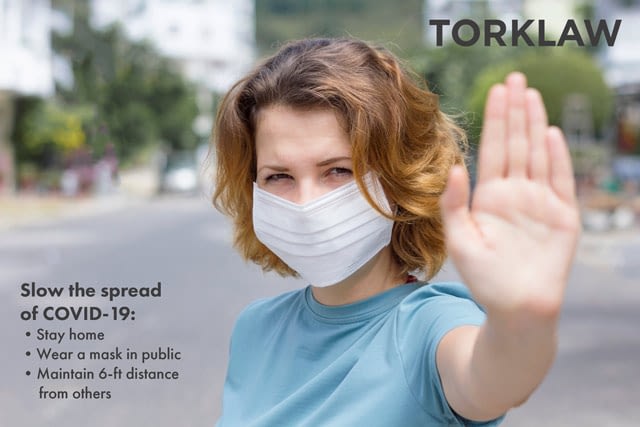 TORKLAW
Slow the spread
of COVID-19:
• Stay home
• Wear a mask in public
• Maintain 6-ft distance
from others